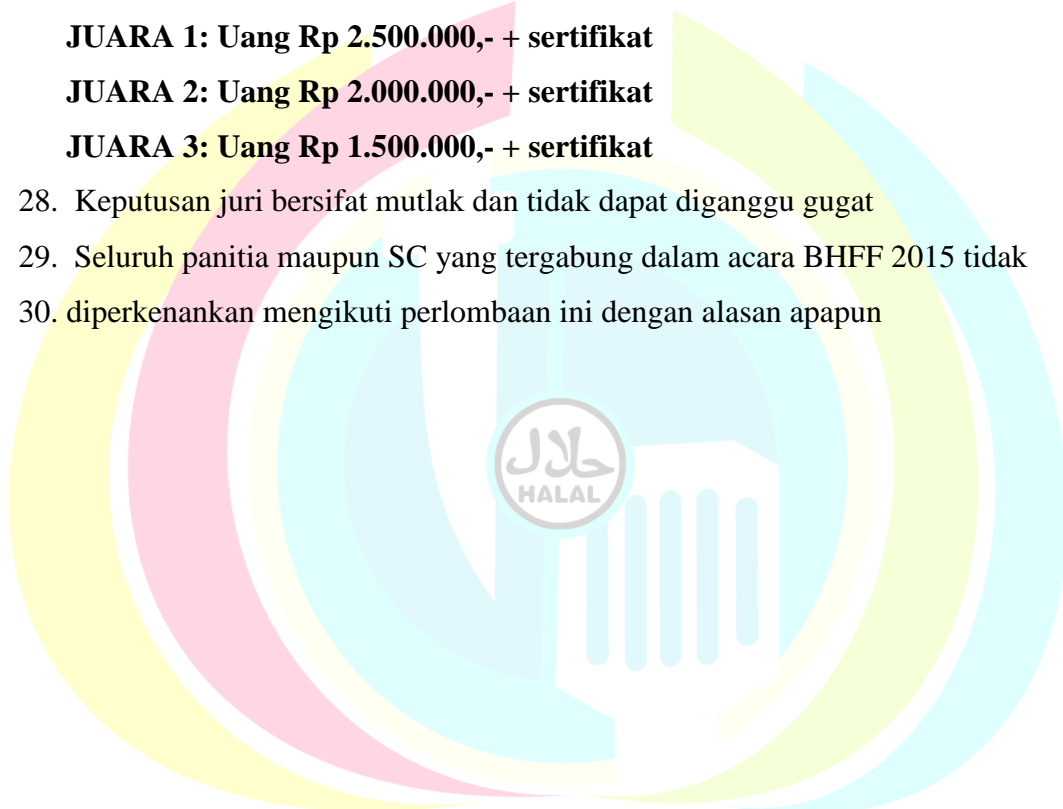 JUARA 1: Uang Rp 2.500.000,- + sertifikat
JUARA 2: Uang Rp 2.000.000,- + sertifikat
JUARA 3: Uang Rp 1.500.000,- + sertifikat
28. Keputusan juri bersifat mutlak dan tidak dapat diganggu gugat
29. Seluruh panitia maupun SC yang tergabung dalam acara BHFF 2015 tidak
30. diperkenankan mengikuti perlombaan ini dengan alasan apapun
حلال
HALAL